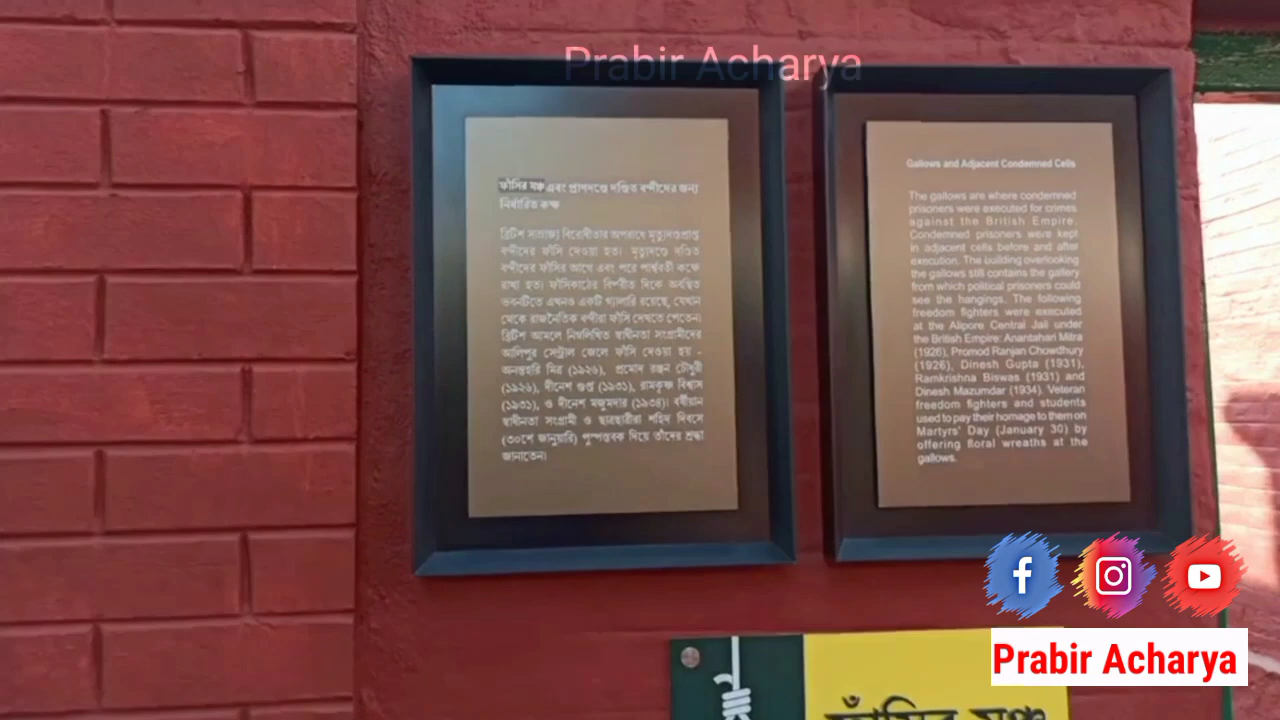 Prabir Acharya
ফাঁসির মঞ্চ এবং প্রাণদণ্ডে দণ্ডিত বন্দীদের জন্য
নির্ধারিত কক্ষ
ব্রিটিশ সাম্রাজ্য বিরোধীতার অপরাধে মৃত্যুদণ্ডপ্রাপ্ত
বন্দীদের ফাঁসি দেওয়া হত। মৃত্যুদণ্ডে দণ্ডিত
বন্দীদের ফাঁসির আগে এবং পরে পার্শ্ববর্তী কক্ষে
রাখা হত। ফাঁসিকাঠের বিপরীত দিকে অবস্থিত
ভবনটিতে এখনও একটি গ্যালারি রয়েছে, যেখান
থেকে রাজনৈতিক বন্দীরা ফাঁসি দেখতে পেতেন।
ব্রিটিশ আমলে নিম্নলিখিত স্বাধীনতা সংগ্রামীদের
আলিপুর সেন্ট্রাল জেলে ফাঁসি দেওয়া হয় -
অনন্তহরি মিত্র (১৯২৬), প্রমোদ রঞ্জন চৌধুরী
(১৯২৬), দীনেশ গুপ্ত (১৯৩১), রামকৃষ্ণ বিশ্বাস
(১৯৩১), ও দীনেশ মজুমদার (১৯৩৪)। বর্ষীয়ান
স্বাধীনতা সংগ্রামী ও ছাত্রছাত্রীরা শহিদ দিবসে
(৩০শে জানুয়ারি) পুষ্পস্তবক দিয়ে তাঁদের শ্রদ্ধা
জানাতেন।
Gallows and Adjacent Condemned Cells
The gallows are where condemned
prisoners were executed for crimes
against the British Empire.
Condemned prisoners were kept
in adjacent cells before and after
execution. The building overlooking
the gallows still contains the gallery
from which political prisoners could
see the hangings. The following
freedom fighters were executed
at the Alipore Central Jail under
the British Empire: Anantahari Mitra
(1926), Promod Ranjan Chowdhury
(1926), Dinesh Gupta (1931),
Ramkrishna Biswas (1931) and
Dinesh Mazumdar (1934). Veteran
freedom fighters and students
used to pay their homage to them on
Martyrs' Day (January 30) by
offering floral wreaths at the
gallows.
Prabir Acharya
ফাঁসির মঞ্চ